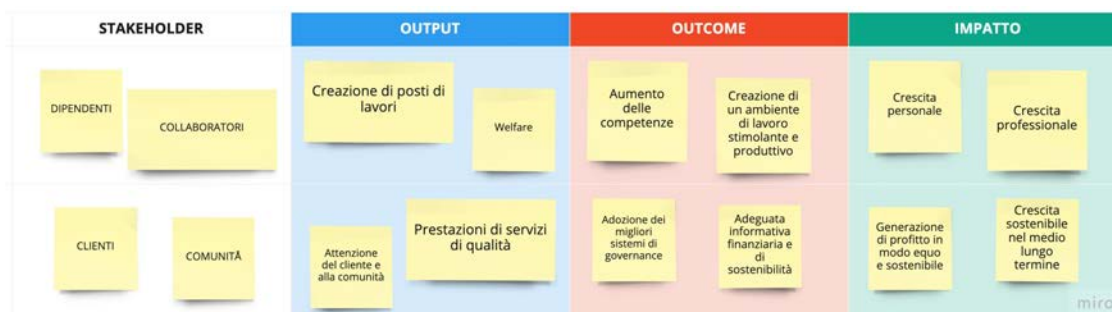 STAKEHOLDER
OUTPUT
OUTCOME
IMPATTO
DIPENDENTI
COLLABORATORI
Creazione di posti di
lavori
Welfare
Aumento
delle
competenze
Creazione di
un ambiente
di lavoro
stimolante e
produttivo
Crescita
personale
Crescita
professionale
CLIENTI
COMUNITÀ
Attenzione
del cliente e
alla comunità
Prestazioni di servizi
di qualità
Adozione dei
migliori
sistemi di
governance
Adeguata
informativa
finanziaria e
di
sostenibilità
Generazione
di profitto in
modo equo
e sostenibile
Crescita
sostenibile
nel medio
lungo
termine
miro